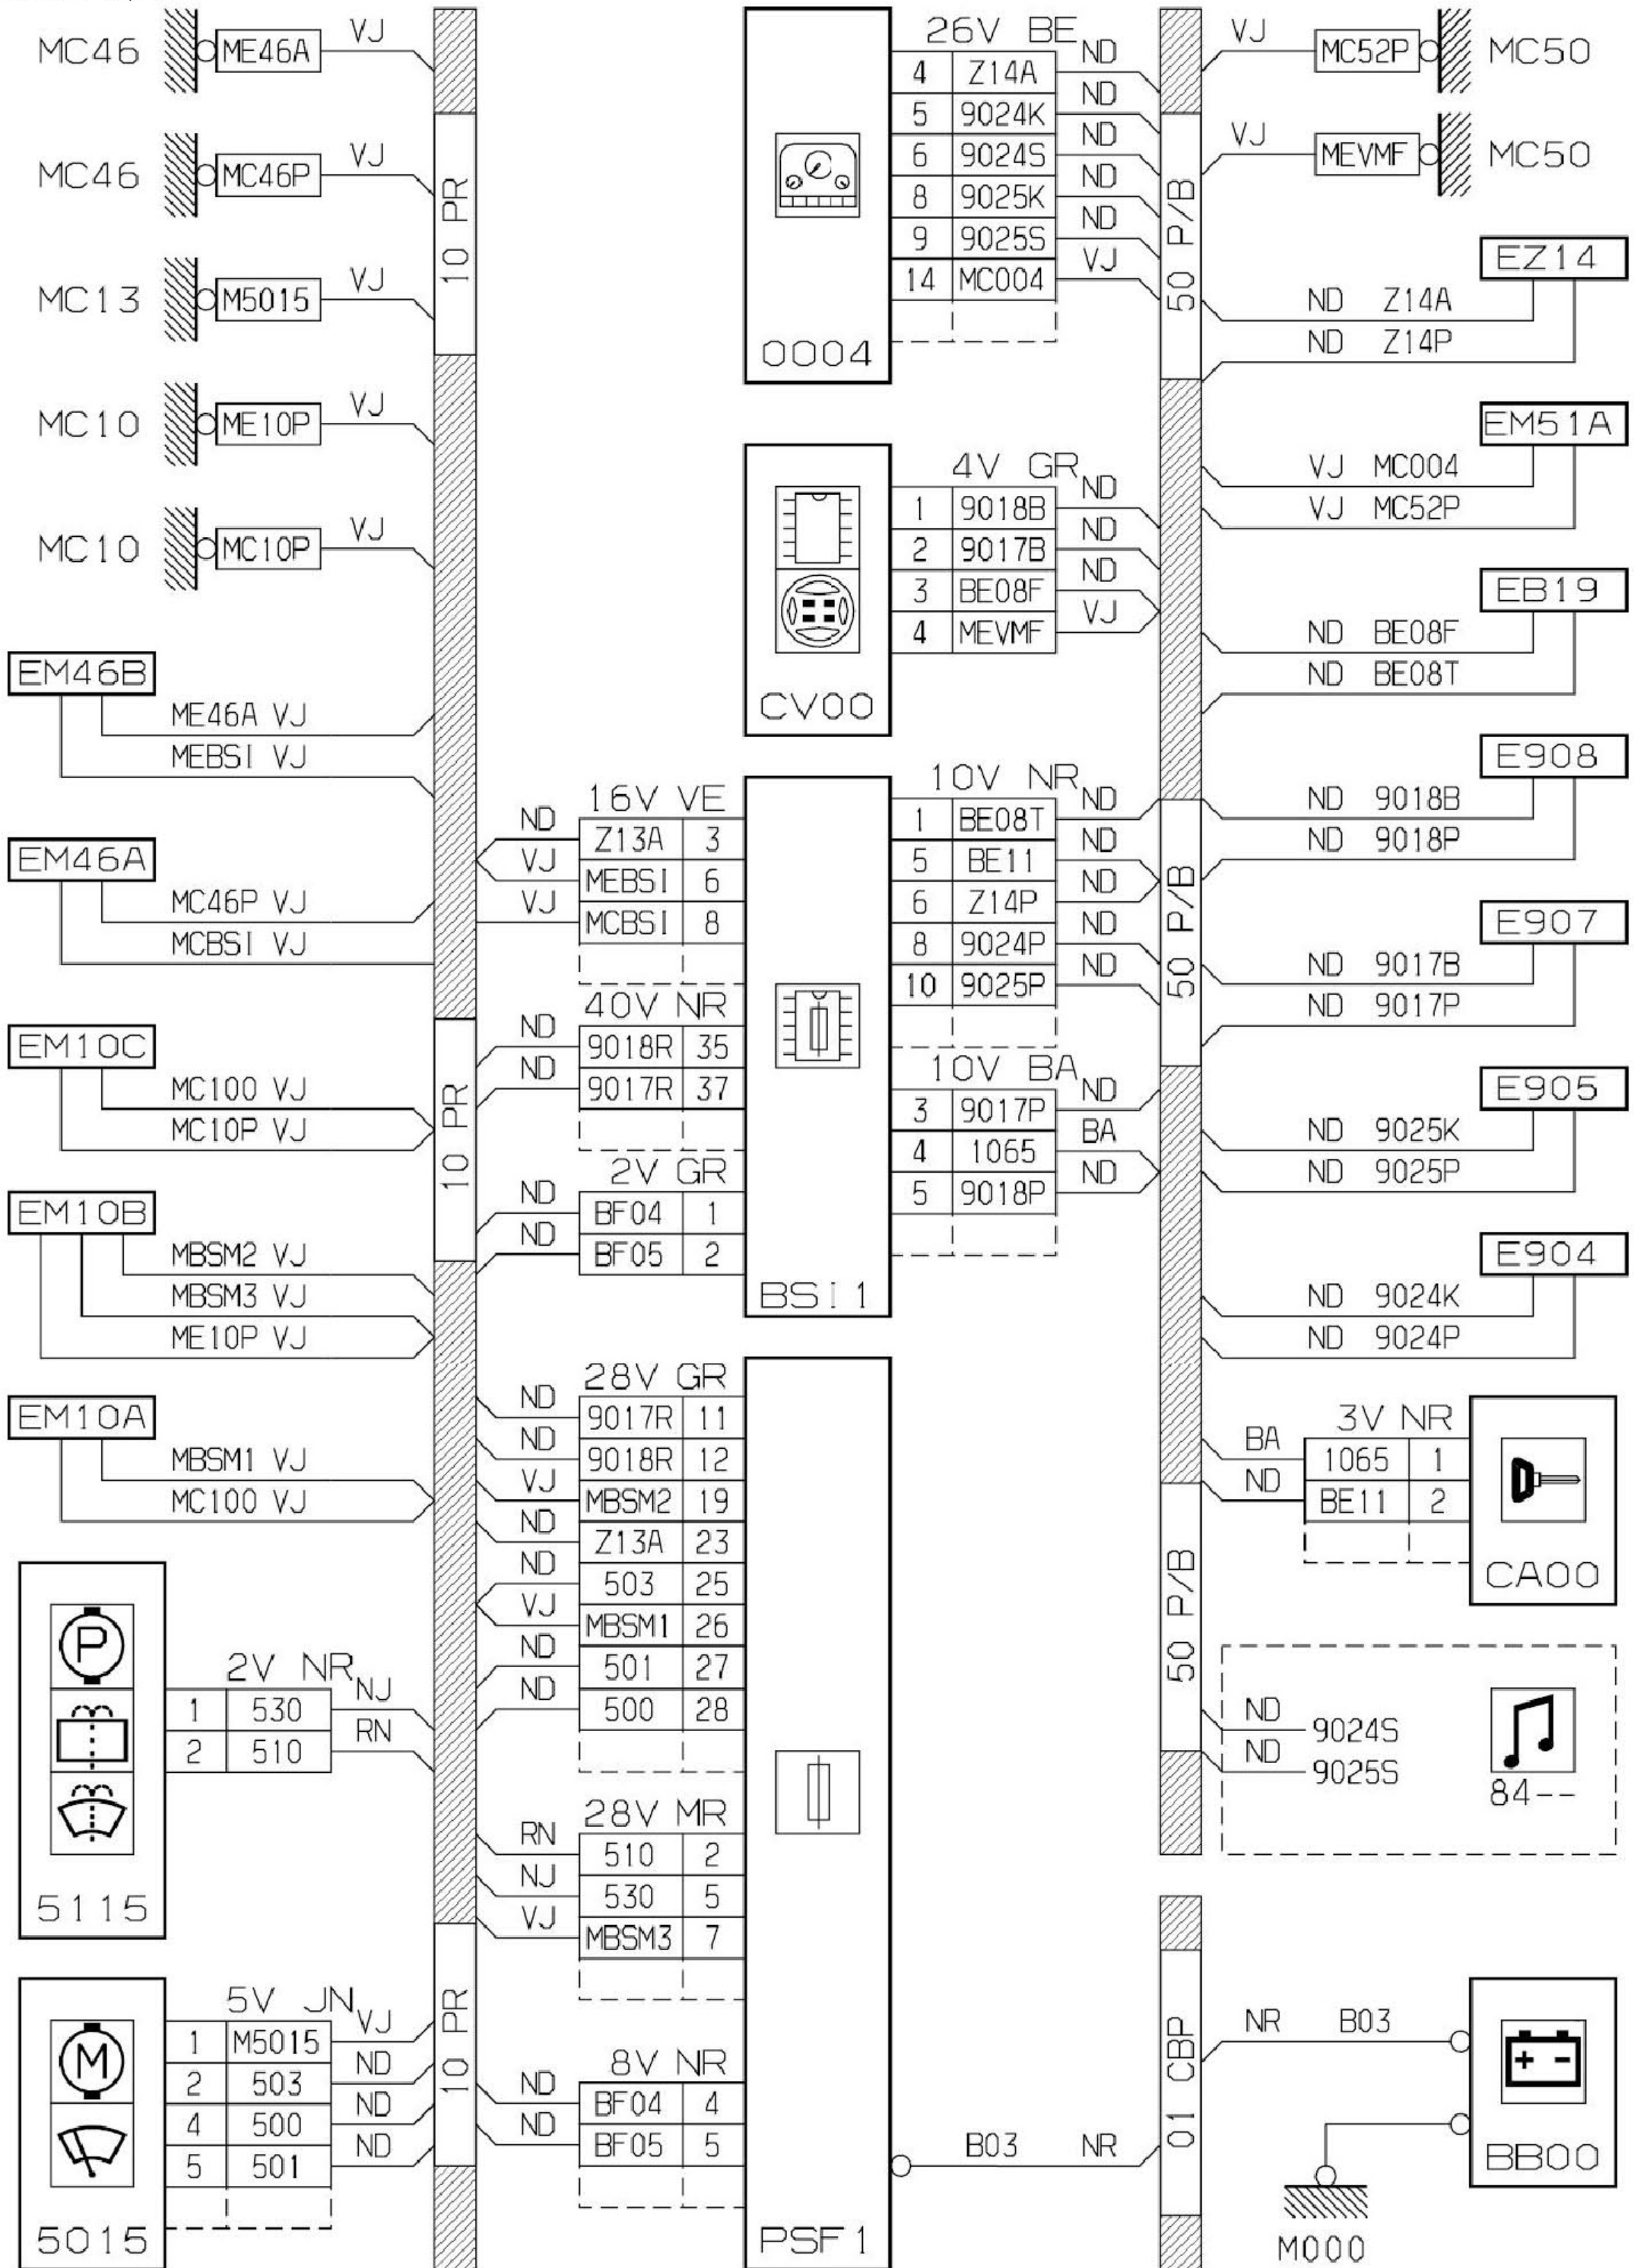 MC46 ME46A VJ
MC46 MC46P VJ
MC13 M5015 VJ
MC10 ME10P VJ
MC10 MC10P VJ
10 PR
EM46B
ME46A VJ
MEBSI VJ
EM46A
MC46P VJ
MCBSI VJ
EM10C
MC100 VJ
MC10P VJ
10 PR
EM10B
MBSM2 VJ
MBSM3 VJ
ME10P VJ
EM10A
MBSM1 VJ
MC100 VJ
P
2V NR
1 530 NJ
2 510 RN
5115
M
5V JN
1 M5015 VJ
2 503 ND
4 500 ND
5 501 ND
5015
10 PR
26V BE
4 Z14A ND
5 9024K ND
6 9024S ND
8 9025K ND
9 9025S ND
14 MC004 VJ
0004
4V GR
1 9018B ND
2 9017B ND
3 BE08F ND
4 MEVMF VJ
CV00
16V VE
ND Z13A 3
VJ MEBSI 6
VJ MCBSI 8
40V NR
ND 9018R 35
ND 9017R 37
2V GR
ND BF04 1
ND BF05 2
10V NR
1 BE08T ND
5 BE11 ND
6 Z14P ND
8 9024P ND
10 9025P ND
10V BA
3 9017P ND
4 1065 BA
5 9018P ND
BSI1
28V GR
ND 9017R 11
ND 9018R 12
VJ MBSM2 19
ND Z13A 23
ND 503 25
VJ MBSM1 26
ND 501 27
ND 500 28
28V MR
RN 510 2
NJ 530 5
VJ MBSM3 7
8V NR
ND BF04 4
ND BF05 5
PSF1
B03 NR
VJ MC52P MC50
VJ MEVMF MC50
50 P/B
EZ14
ND Z14A
ND Z14P
EM51A
VJ MC004
VJ MC52P
EB19
ND BE08F
ND BE08T
E908
ND 9018B
ND 9018P
50 P/B
E907
ND 9017B
ND 9017P
E905
ND 9025K
ND 9025P
E904
ND 9024K
ND 9024P
3V NR
BA 1065 1
ND BE11 2
CA00
50 P/B
ND 9024S
ND 9025S
84--
01 CBP
NR B03
+ -
BB00
M000